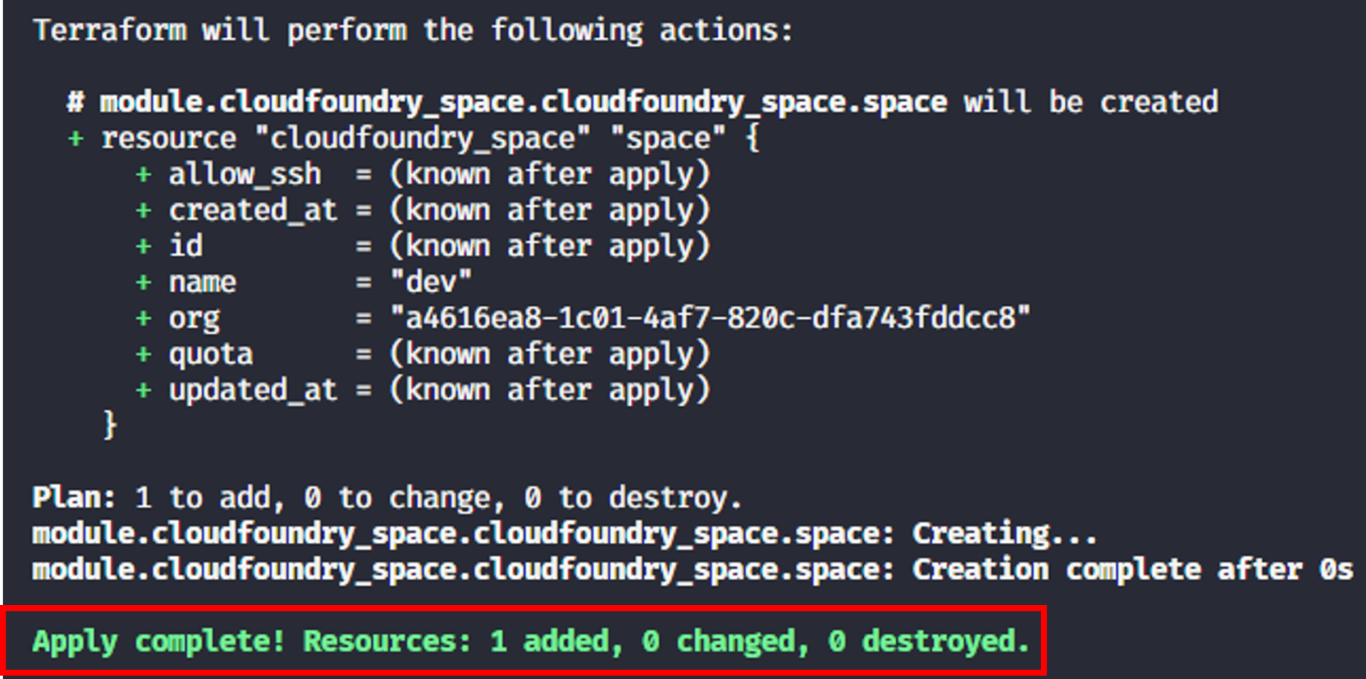 Terraform will perform the following actions:
# module.cloudfoundry_space.cloudfoundry_space.space will be created
+ resource "cloudfoundry_space" "space" {
+ allow_ssh  = (known after apply)
+ created_at = (known after apply)
+ id         = (known after apply)
+ name       = "dev"
+ org        = "a4616ea8-1c01-4af7-820c-dfa743fddcc8"
+ quota      = (known after apply)
+ updated_at = (known after apply)
}
Plan: 1 to add, 0 to change, 0 to destroy.
module.cloudfoundry_space.cloudfoundry_space.space: Creating...
module.cloudfoundry_space.cloudfoundry_space.space: Creation complete after 0s
Apply complete! Resources: 1 added, 0 changed, 0 destroyed.